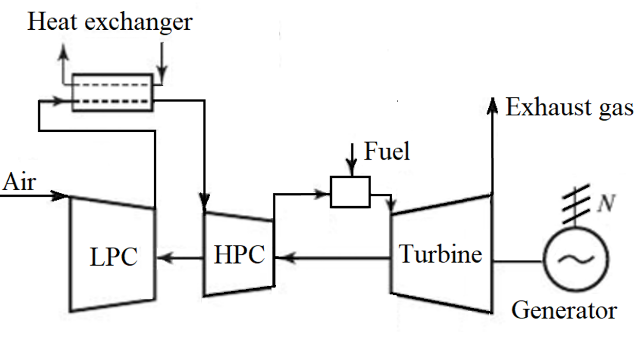 Heat exchanger
Exhaust gas
Fuel
Air
N
LPC
HPC
Turbine
Generator